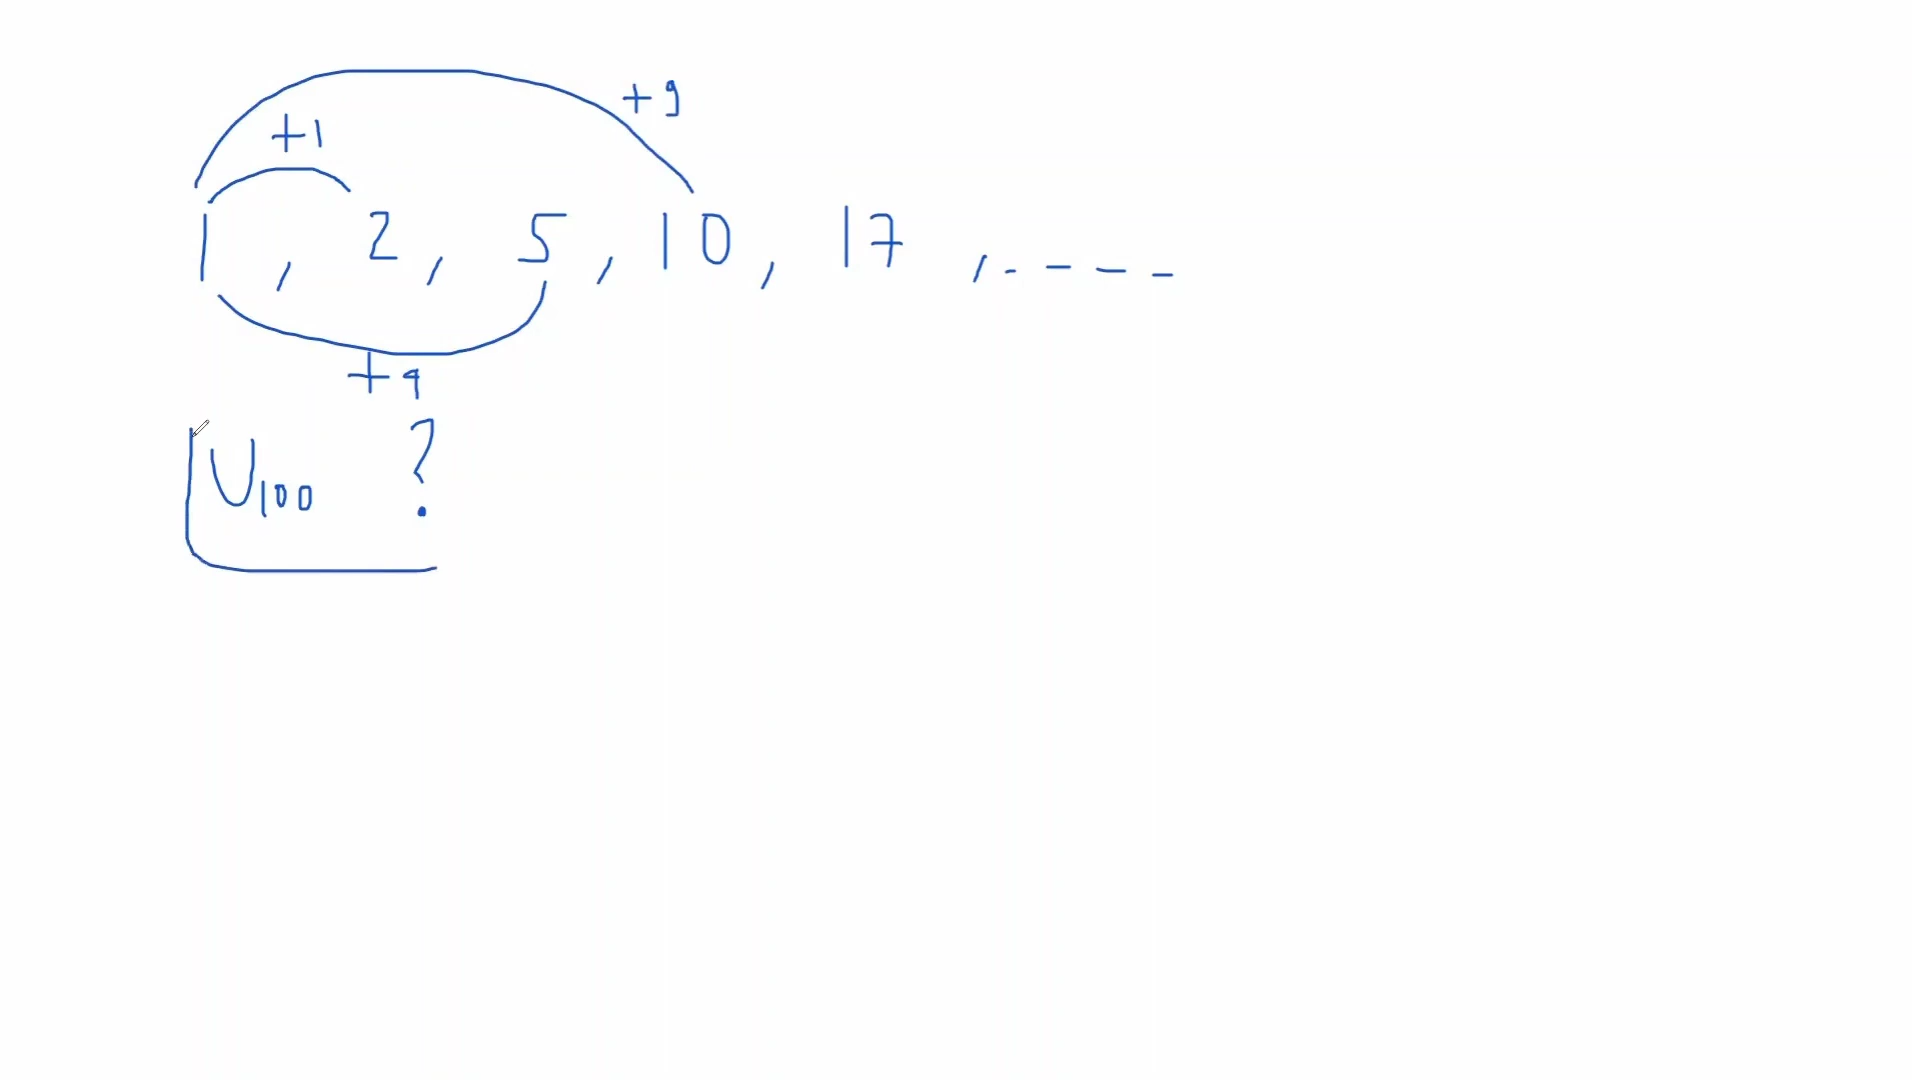 +9
+1
1, 2, 5, 10, 17, .----
+4
U₁₀₀ ?